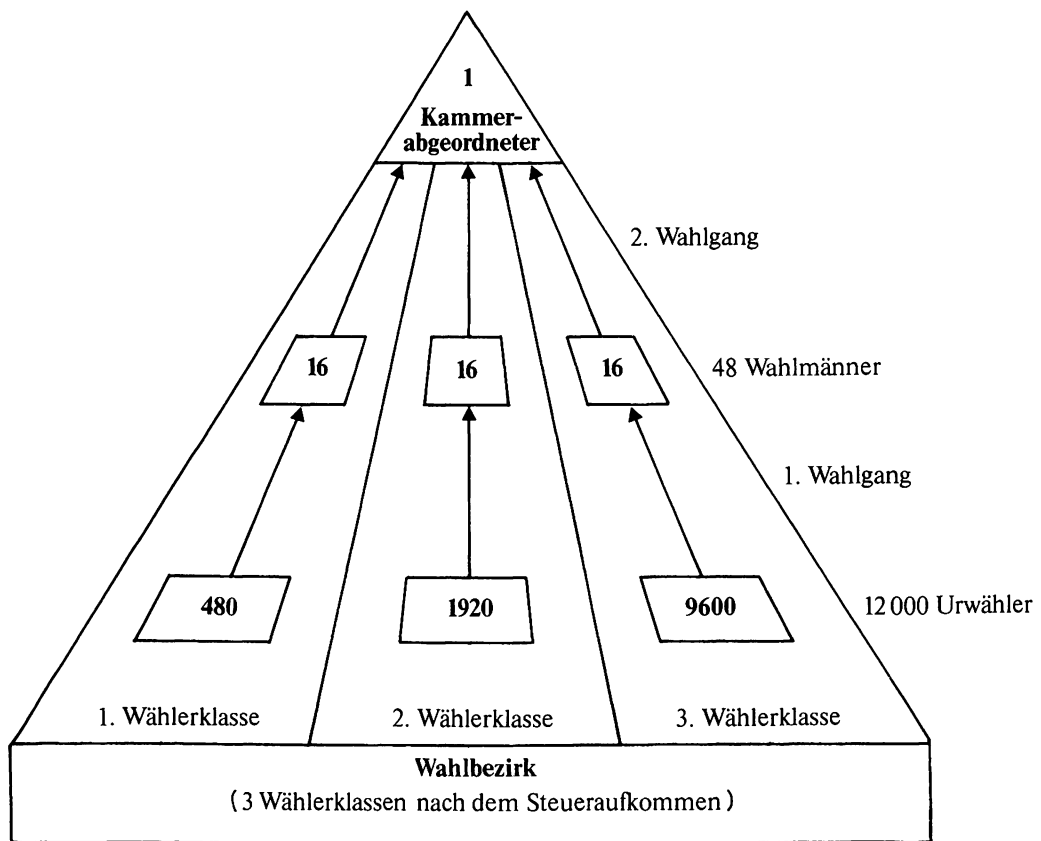 1
Kammer-
abgeordneter
2. Wahlgang
16
16
16
48 Wahlmänner
1. Wahlgang
480
1920
9600
12 000 Urwähler
1. Wählerklasse
2. Wählerklasse
3. Wählerklasse
Wahlbezirk
(3 Wählerklassen nach dem Steueraufkommen)